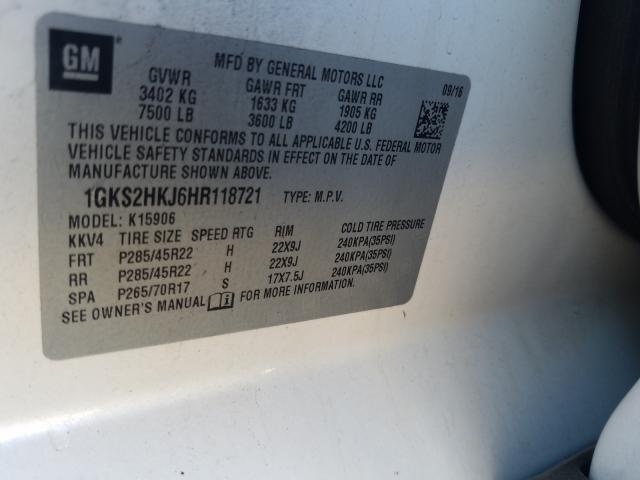 GM
MFD BY GENERAL MOTORS LLC
GVWR GAWR FRT GAWR RR 09/16
3402 KG 1633 KG 1905 KG
7500 LB 3600 LB 4200 LB
THIS VEHICLE CONFORMS TO ALL APPLICABLE U.S. FEDERAL MOTOR
VEHICLE SAFETY STANDARDS IN EFFECT ON THE DATE OF
MANUFACTURE SHOWN ABOVE.
1GKS2HKJ6HR118721 TYPE: M.P.V.
MODEL: K15906
KKV4 TIRE SIZE SPEED RTG RIM COLD TIRE PRESSURE
FRT P285/45R22 H 22X9J 240KPA(35PSI)
RR P285/45R22 H 22X9J 240KPA(35PSI)
SPA P265/70R17 S 17X7.5J 240KPA(35PSI)
SEE OWNER'S MANUAL FOR MORE INFORMATION.